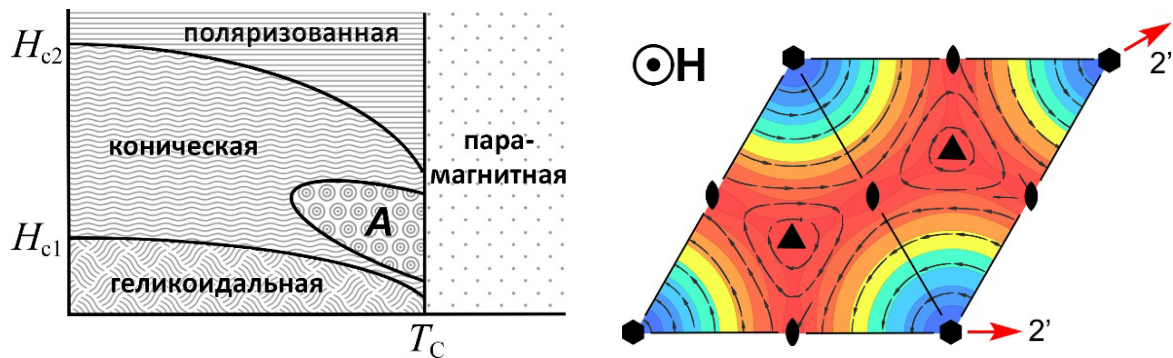 поляризованная
H_c2
коническая
пара-
магнитная
A
H_c1
геликоидальная
T_C
⊙H
2'
2'